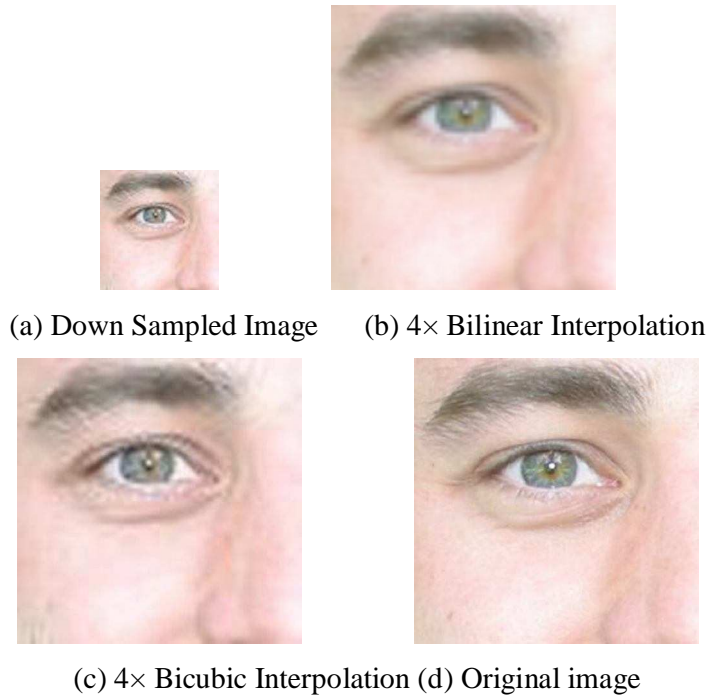 (a) Down Sampled Image (b) 4× Bilinear Interpolation
(c) 4× Bicubic Interpolation (d) Original image